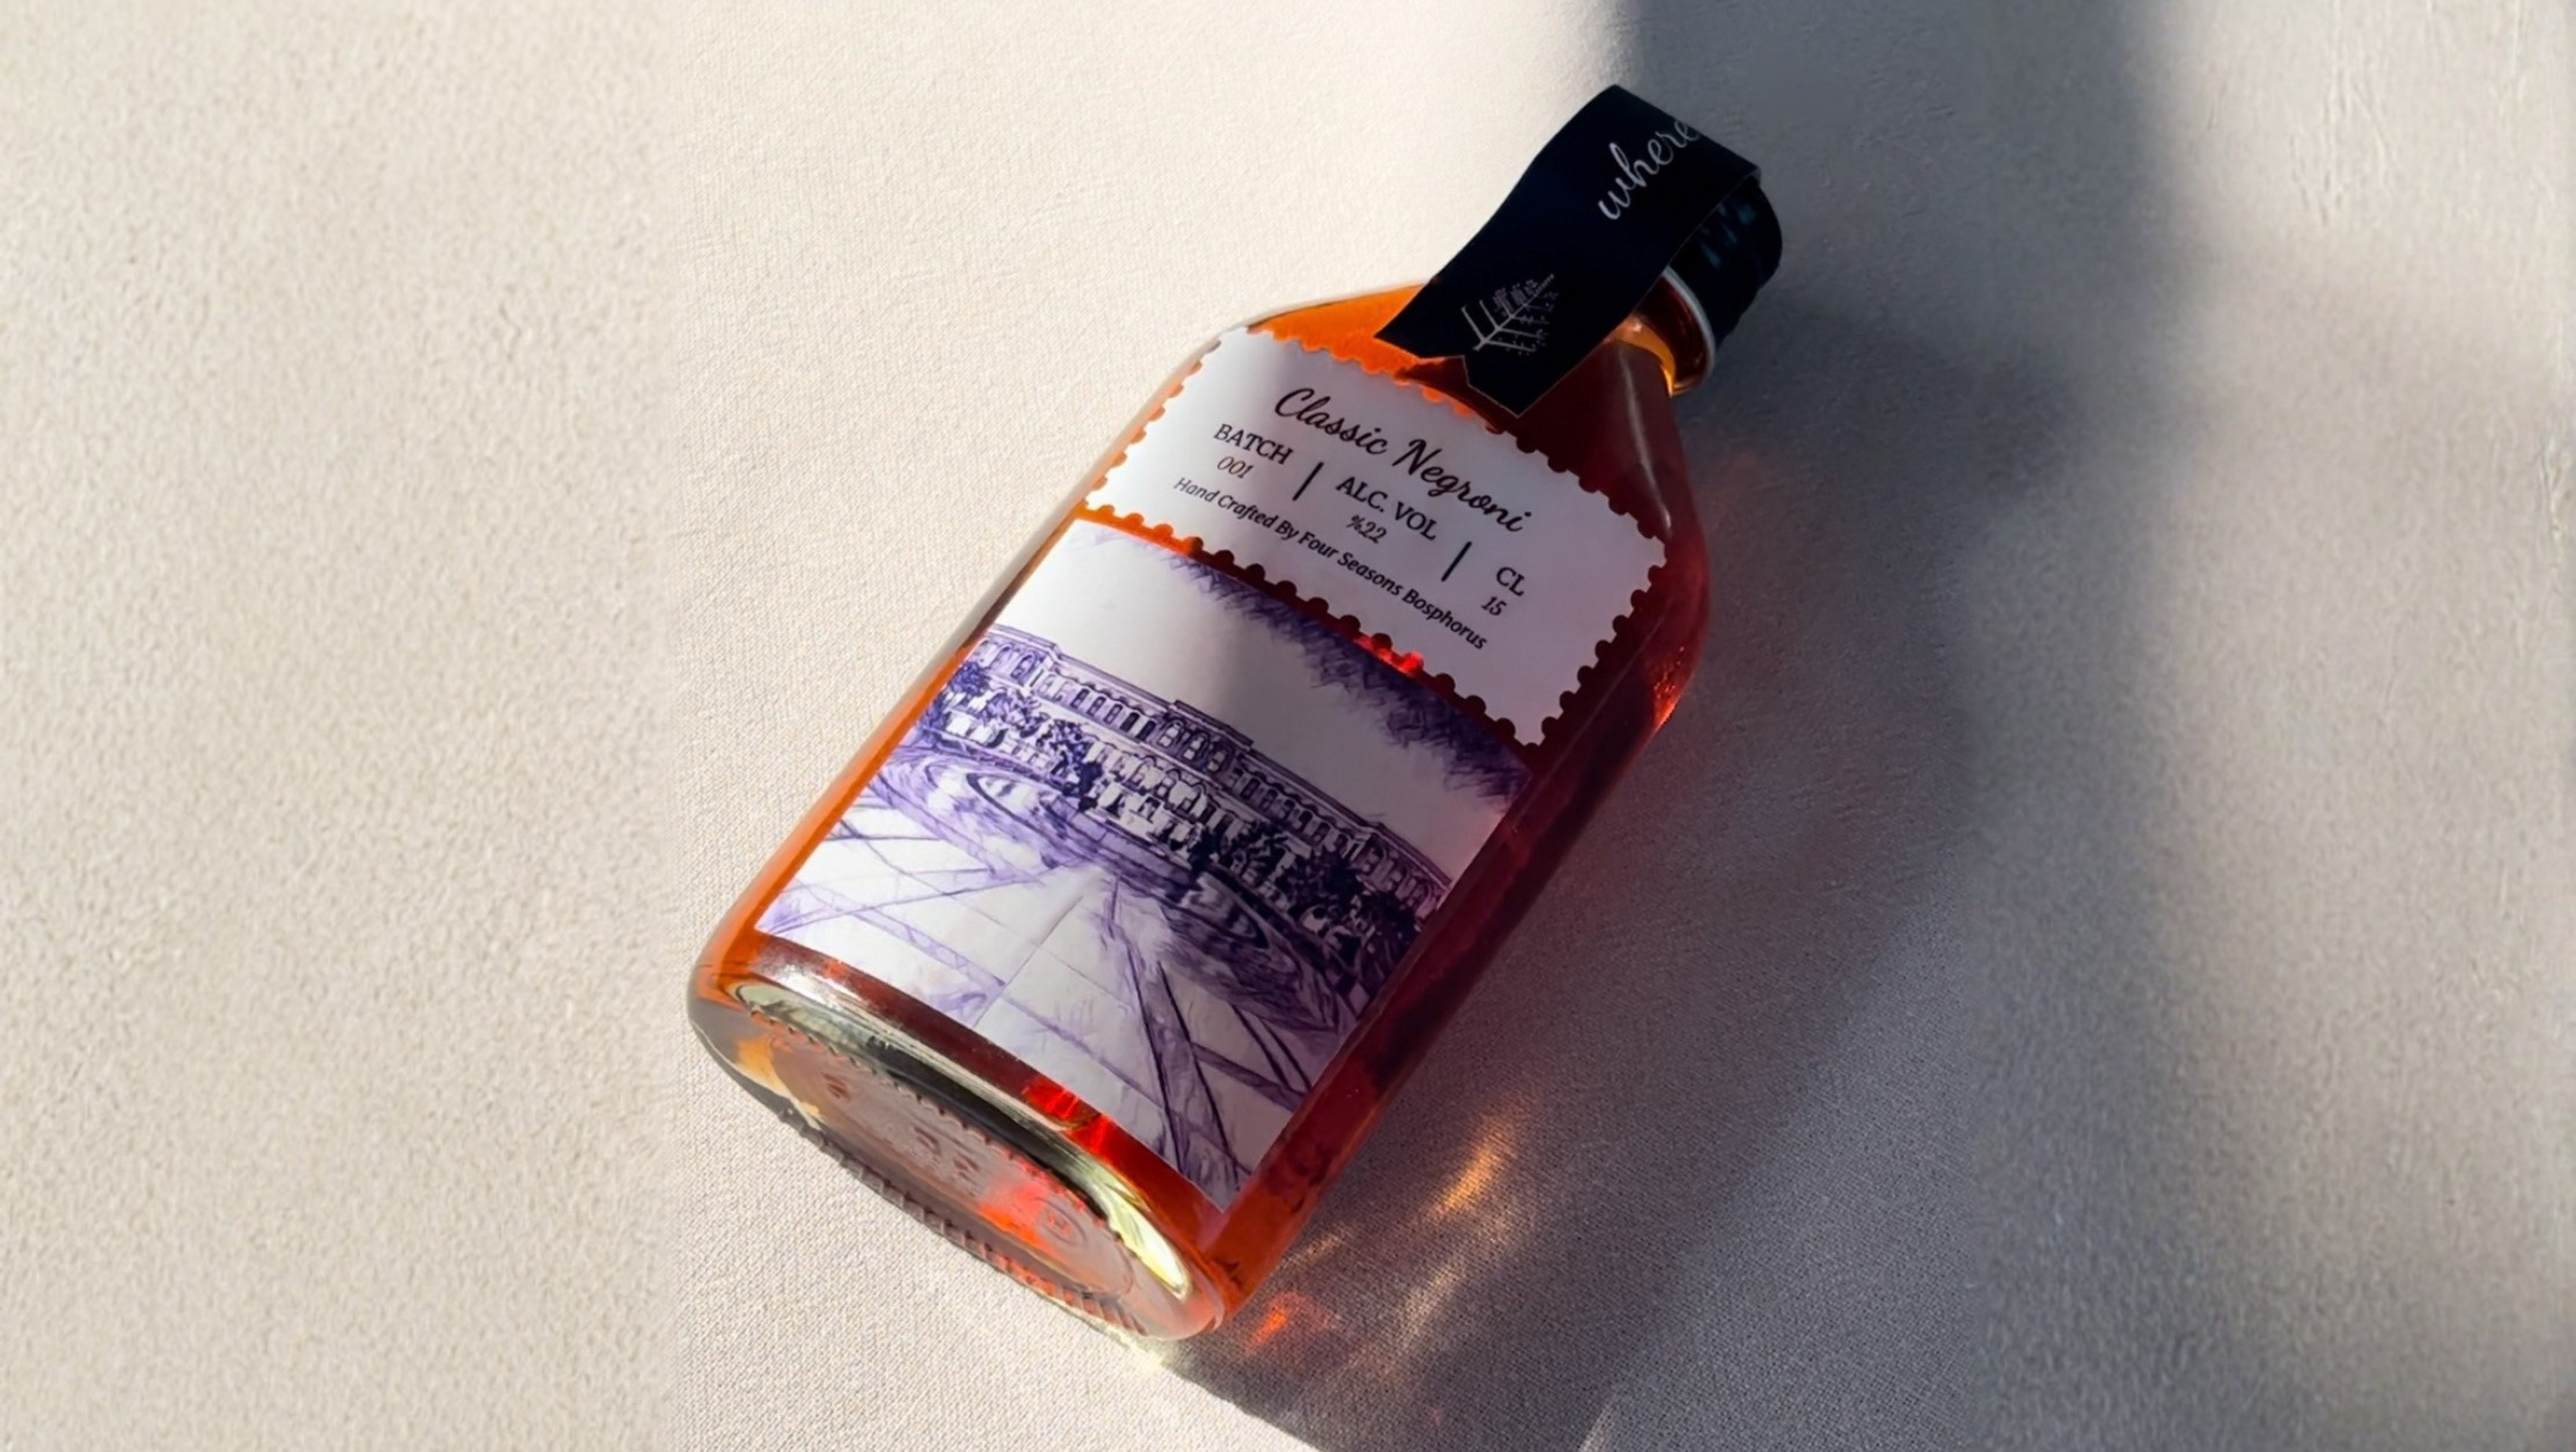 where
Classic Negroni
BATCH | ALC. VOL | CL
001 %22 15
Hand Crafted By Four Seasons Bosphorus